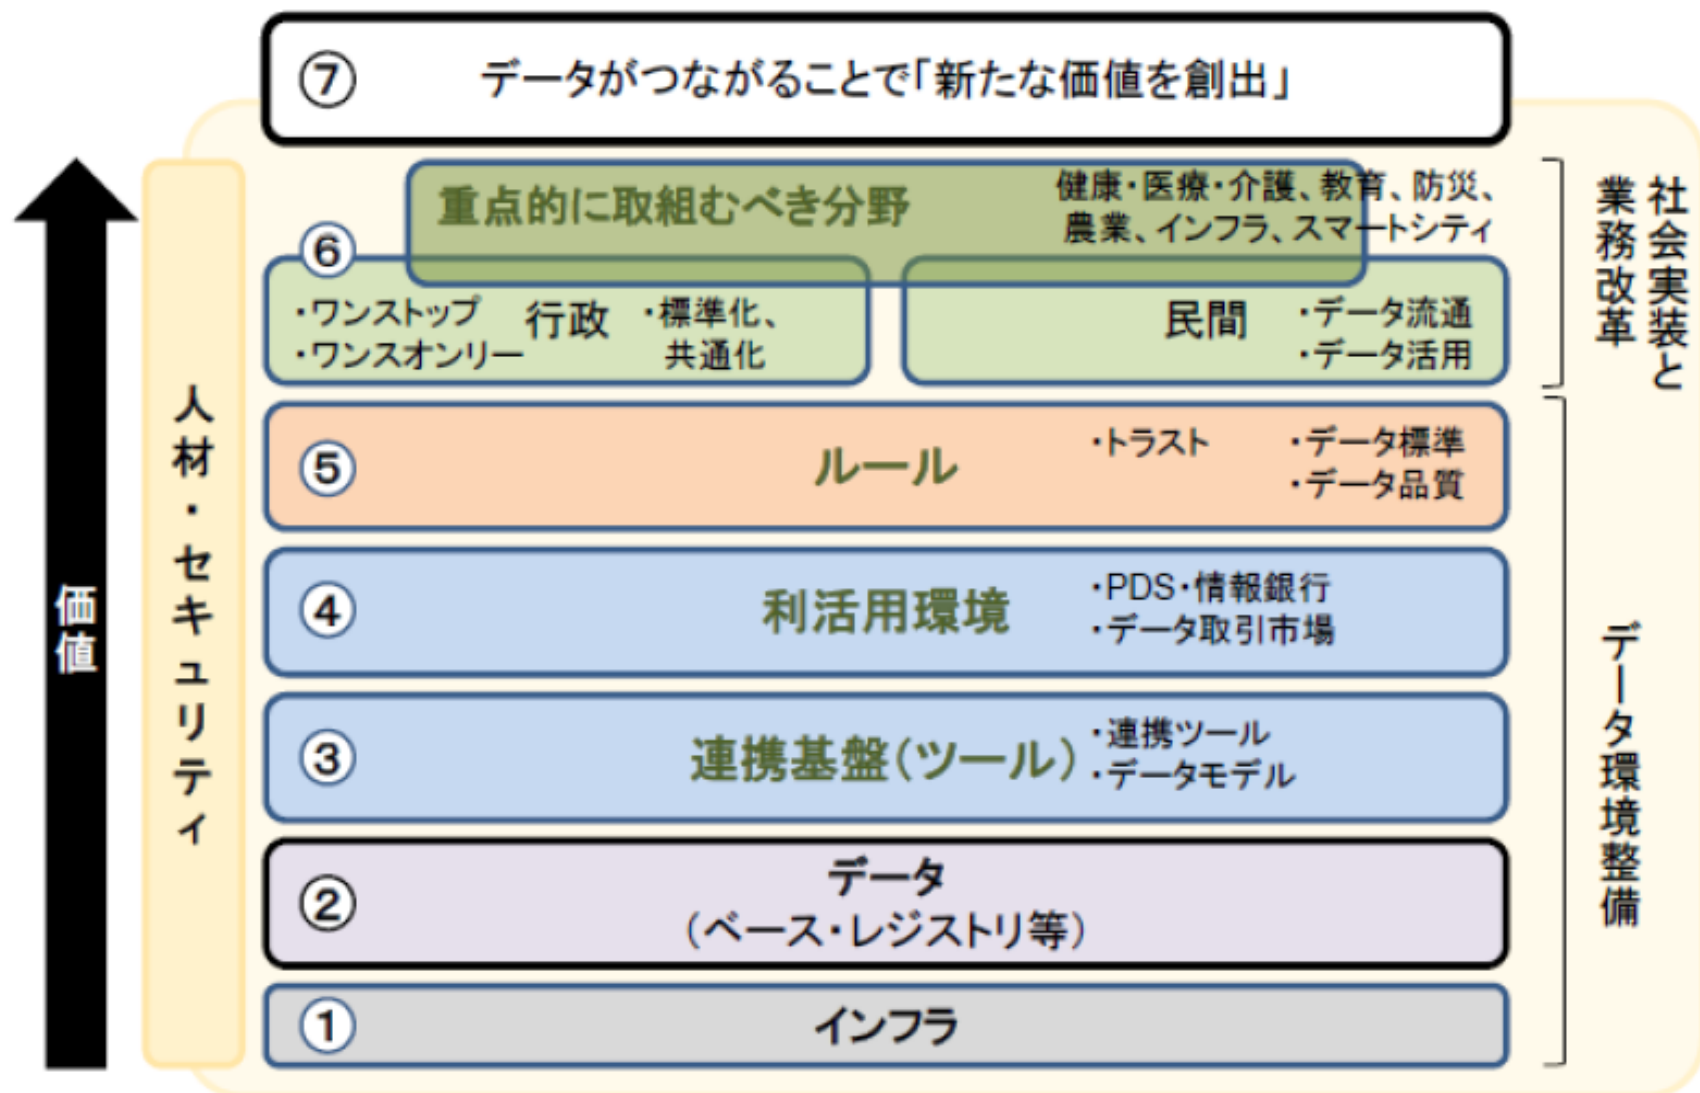 ⑦ データがつながることで「新たな価値を創出」
重点的に取組むべき分野
健康・医療・介護、教育、防災、
農業、インフラ、スマートシティ
⑥
・ワンストップ
・ワンスオンリー
行政
・標準化、
共通化
民間
・データ流通
・データ活用
社会実装と
業務改革
⑤ ルール
・トラスト
・データ標準
・データ品質
④ 利活用環境
・PDS・情報銀行
・データ取引市場
③ 連携基盤(ツール)
・連携ツール
・データモデル
② データ
(ベース・レジストリ等)
① インフラ
データ環境整備
人材・セキュリティ
価値